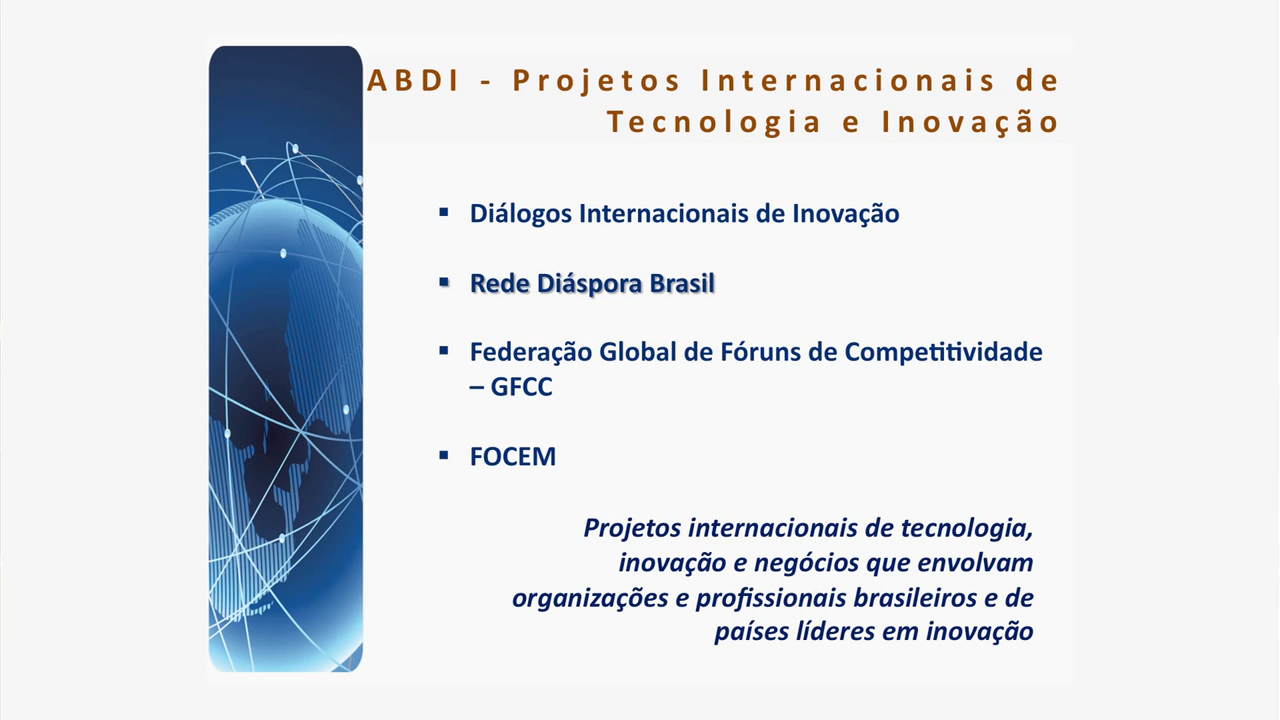 ABDI - Projetos Internacionais de
Tecnologia e Inovação
▪ Diálogos Internacionais de Inovação
▪ Rede Diáspora Brasil
▪ Federação Global de Fóruns de Competitividade
– GFCC
▪ FOCEM
Projetos internacionais de tecnologia,
inovação e negócios que envolvam
organizações e profissionais brasileiros e de
países líderes em inovação